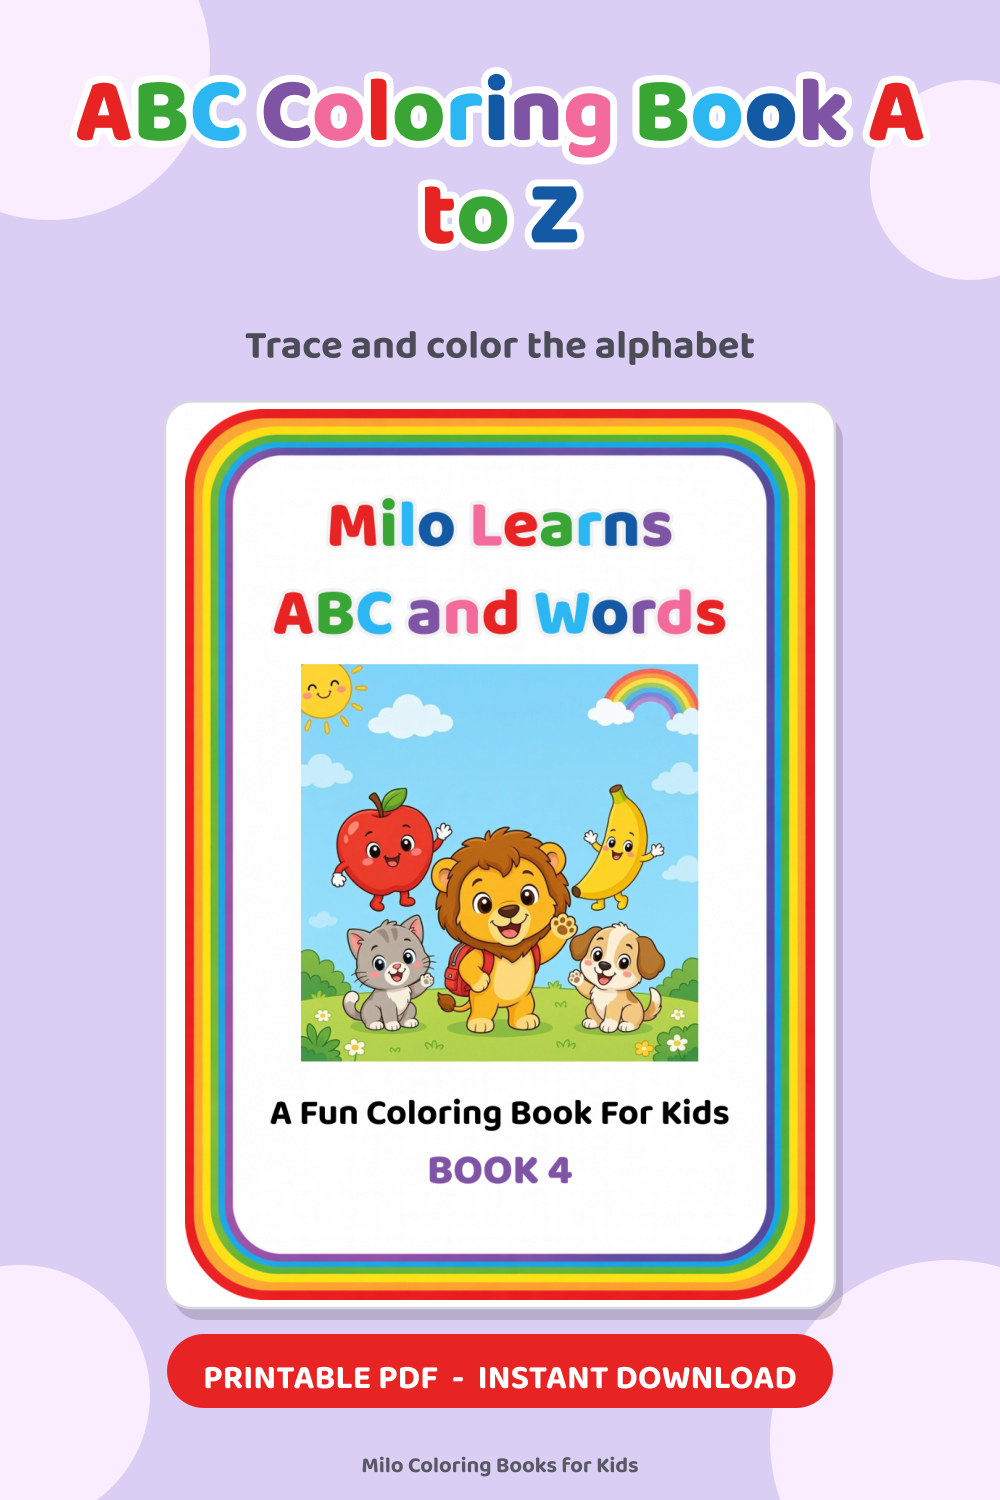 ABC Coloring Book A
to Z
Trace and color the alphabet
Milo Learns
ABC and Words
A Fun Coloring Book For Kids
BOOK 4
PRINTABLE PDF - INSTANT DOWNLOAD
Milo Coloring Books for Kids